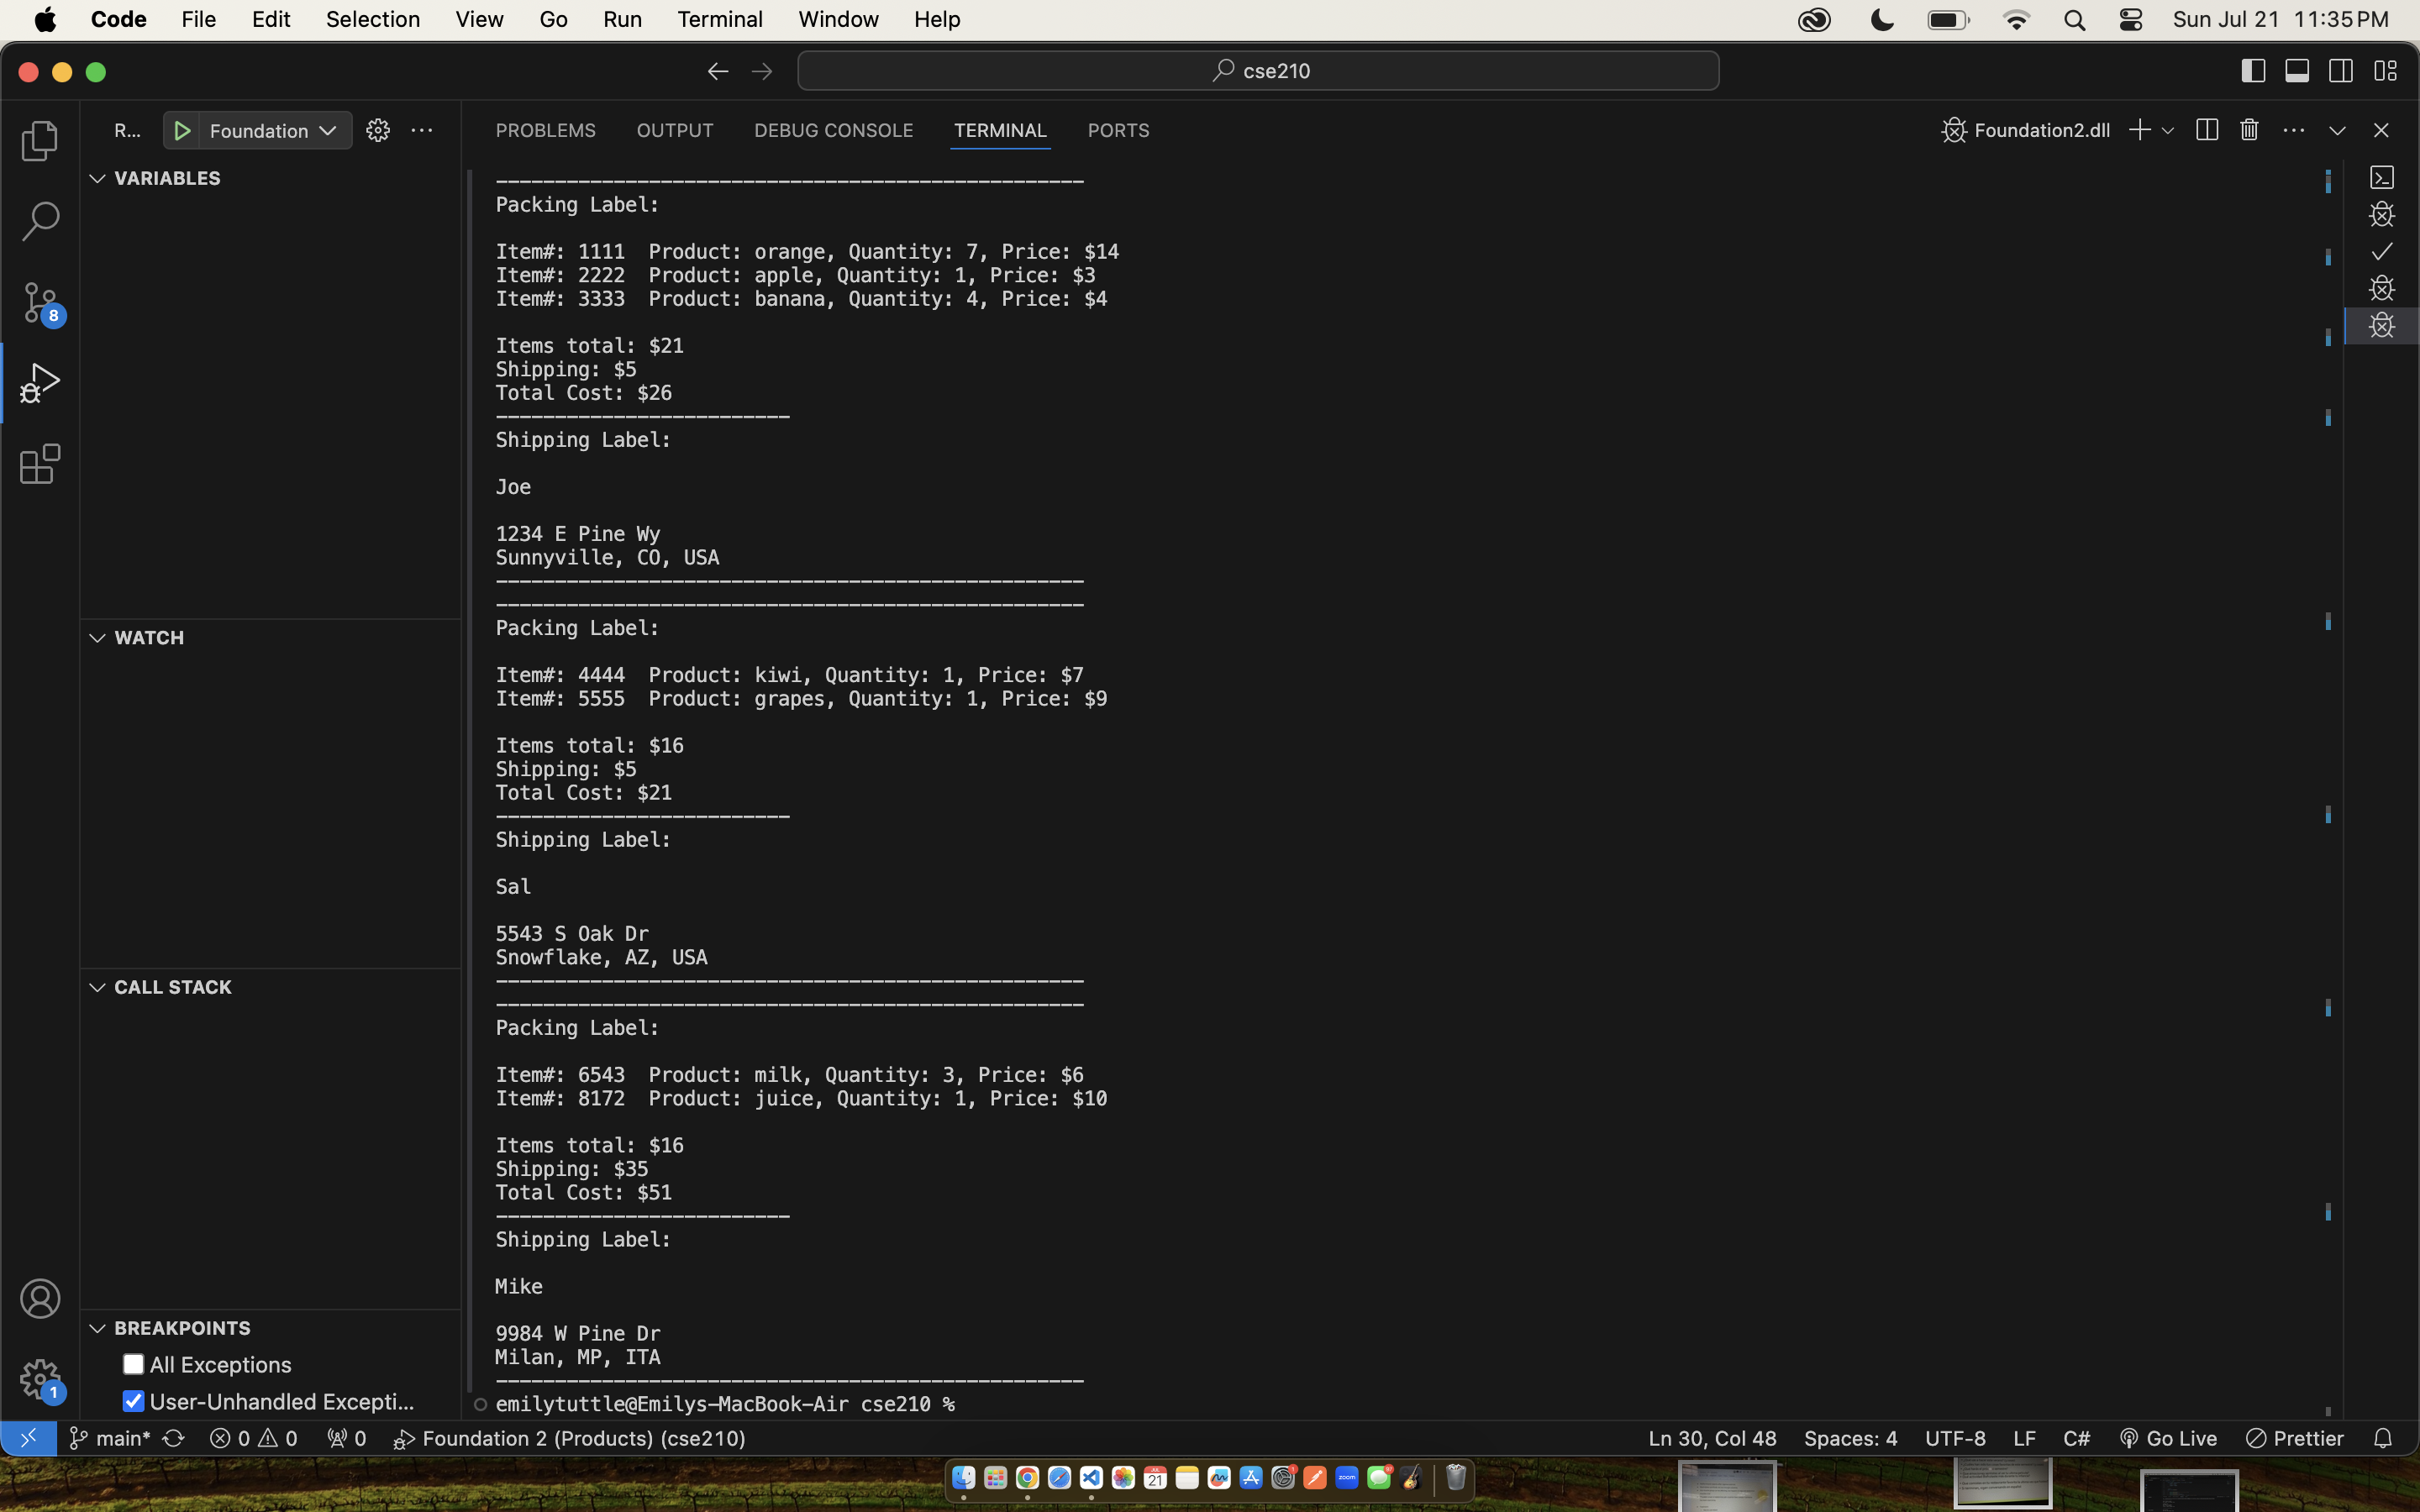 Code File Edit Selection View Go Run Terminal Window Help Sun Jul 21 11:35 PM
cse210
R... Foundation PROBLEMS OUTPUT DEBUG CONSOLE TERMINAL PORTS Foundation2.dll
VARIABLES
WATCH
CALL STACK
BREAKPOINTS
All Exceptions
User-Unhandled Excepti...
8
1
--------------------------------------------------
Packing Label:
Item#: 1111  Product: orange, Quantity: 7, Price: $14
Item#: 2222  Product: apple, Quantity: 1, Price: $3
Item#: 3333  Product: banana, Quantity: 4, Price: $4
Items total: $21
Shipping: $5
Total Cost: $26
-------------------------
Shipping Label:
Joe
1234 E Pine Wy
Sunnyville, CO, USA
--------------------------------------------------
--------------------------------------------------
Packing Label:
Item#: 4444  Product: kiwi, Quantity: 1, Price: $7
Item#: 5555  Product: grapes, Quantity: 1, Price: $9
Items total: $16
Shipping: $5
Total Cost: $21
-------------------------
Shipping Label:
Sal
5543 S Oak Dr
Snowflake, AZ, USA
--------------------------------------------------
--------------------------------------------------
Packing Label:
Item#: 6543  Product: milk, Quantity: 3, Price: $6
Item#: 8172  Product: juice, Quantity: 1, Price: $10
Items total: $16
Shipping: $35
Total Cost: $51
-------------------------
Shipping Label:
Mike
9984 W Pine Dr
Milan, MP, ITA
--------------------------------------------------
emilytuttle@Emilys-MacBook-Air cse210 %
main* 0 0 0 Foundation 2 (Products) (cse210) Ln 30, Col 48 Spaces: 4 UTF-8 LF C# Go Live Prettier
21 zoom